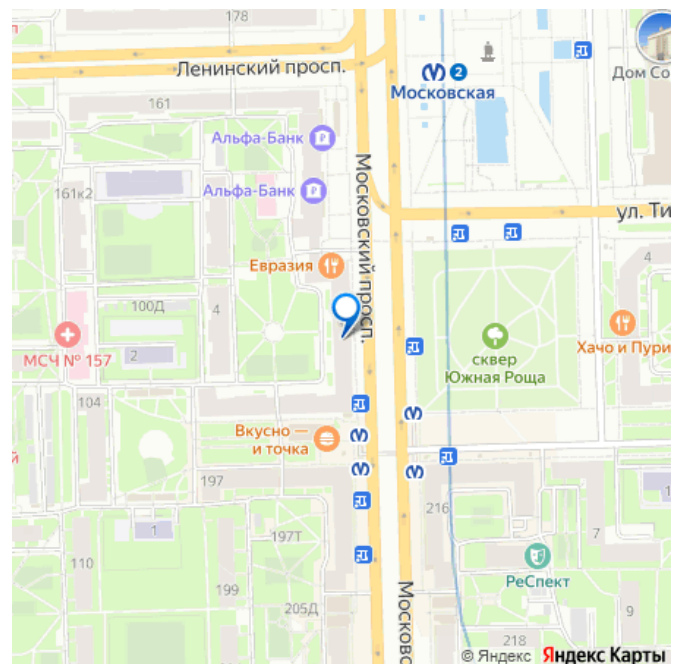 178
Ленинский просп.
2
Московская
Дом Со
161
Альфа-Банк
161к2
Альфа-Банк
Московский просп.
ул. Ти
Евразия
4
100Д
4
2
МСЧ № 157
сквер
Южная Роща
Хачо и Пури
104
Вкусно —
и точка
й
197
216
1
1
197Т
7
110
РеСпект
199
205Д
9
Московс
218
© Яндекс Яндекс Карты